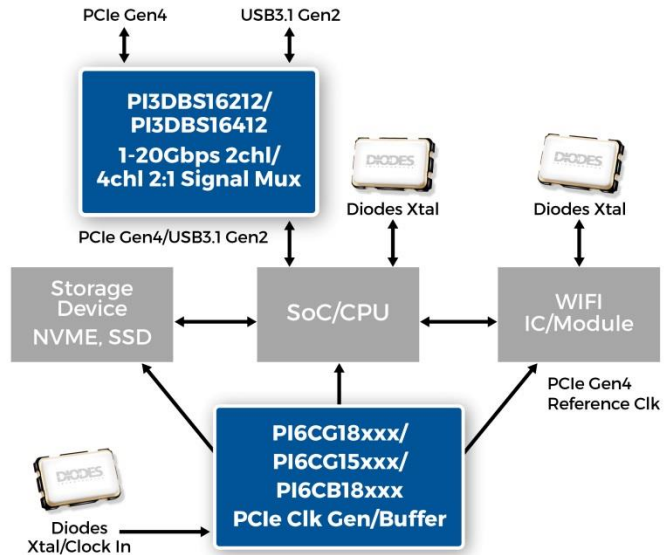 PCIe Gen4
USB3.1 Gen2
PI3DBS16212/
PI3DBS16412
1-20Gbps 2chl/
4chl 2:1 Signal Mux
DIODES
Diodes Xtal
DIODES
Diodes Xtal
PCIe Gen4/USB3.1 Gen2
Storage
Device
NVME, SSD
SoC/CPU
WIFI
IC/Module
PCIe Gen4
Reference Clk
PI6CG18xxx/
PI6CG15xxx/
PI6CB18xxx
PCIe Clk Gen/Buffer
DIODES
Diodes
Xtal/Clock In